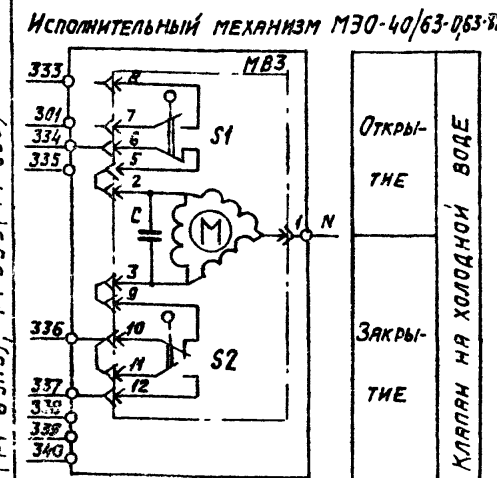 Исполнительный механизм МЭО-40/63-0,63-
МВЗ
333
8
301
7
S1
334
6
335
5
2
С
М
1
N
3
9
336
10
11
S2
337
12
338
339
340
Откры-
тие
Закры-
тие
Клапан на холодной воде